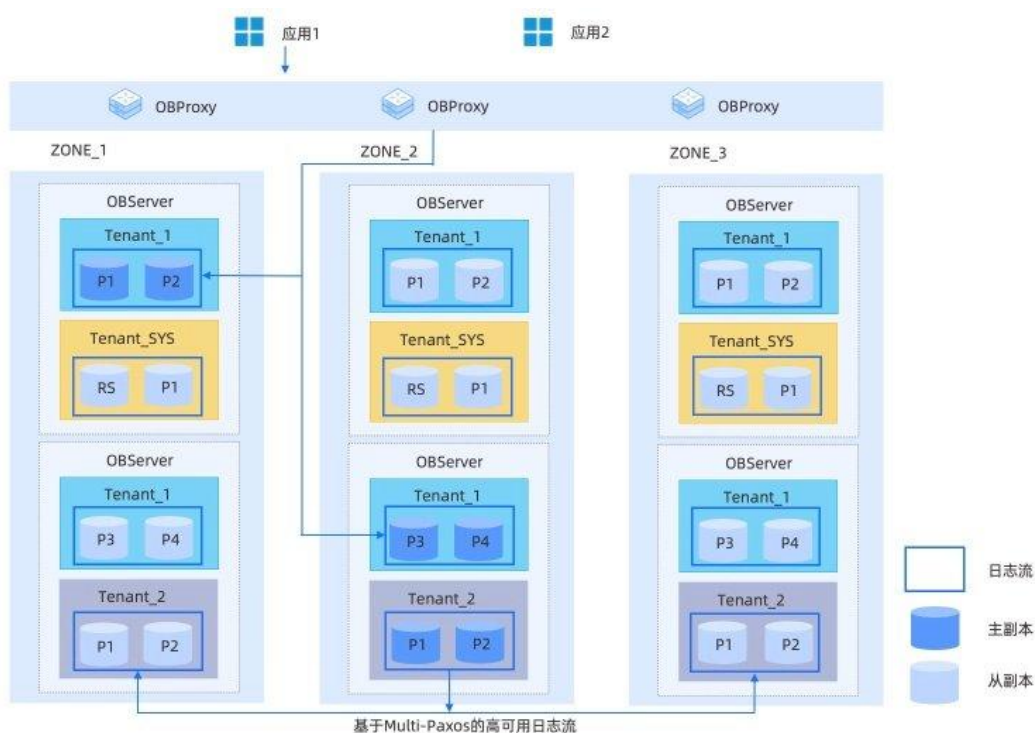 应用1
应用2
OBProxy
OBProxy
OBProxy
ZONE_1
ZONE_2
ZONE_3
OBServer
Tenant_1
P1
P2
Tenant_SYS
RS
P1
OBServer
Tenant_1
P3
P4
Tenant_2
P1
P2
OBServer
Tenant_1
P1
P2
Tenant_SYS
RS
P1
OBServer
Tenant_1
P3
P4
Tenant_2
P1
P2
OBServer
Tenant_1
P1
P2
Tenant_SYS
RS
P1
OBServer
Tenant_1
P3
P4
Tenant_2
P1
P2
日志流
主副本
从副本
基于Multi-Paxos的高可用日志流